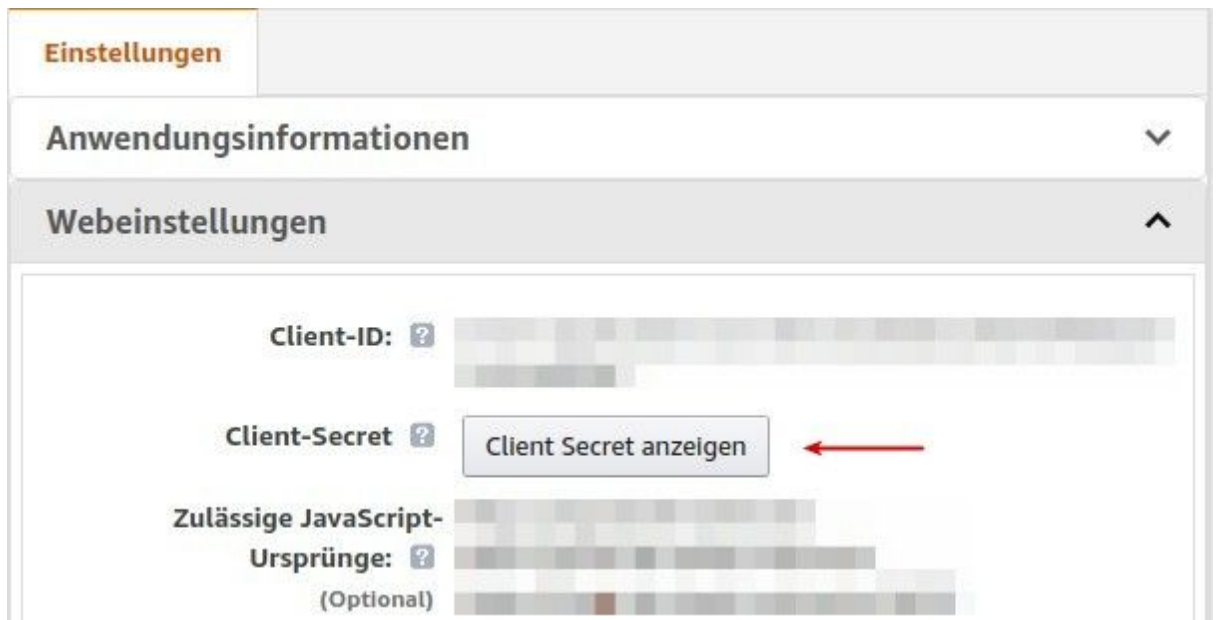 Einstellungen
Anwendungsinformationen
Webeinstellungen
Client-ID: ?
Client-Secret ? Client Secret anzeigen
Zulässige JavaScript-
Ursprünge: ?
(Optional)